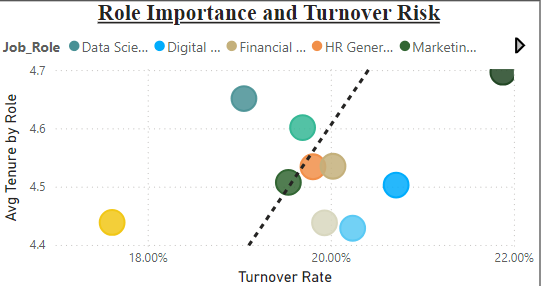 Role Importance and Turnover Risk
Job_Role Data Scie... Digital ... Financial ... HR Gener... Marketin...
4.7
4.6
4.5
4.4
Avg Tenure by Role
18.00% 20.00% 22.00%
Turnover Rate